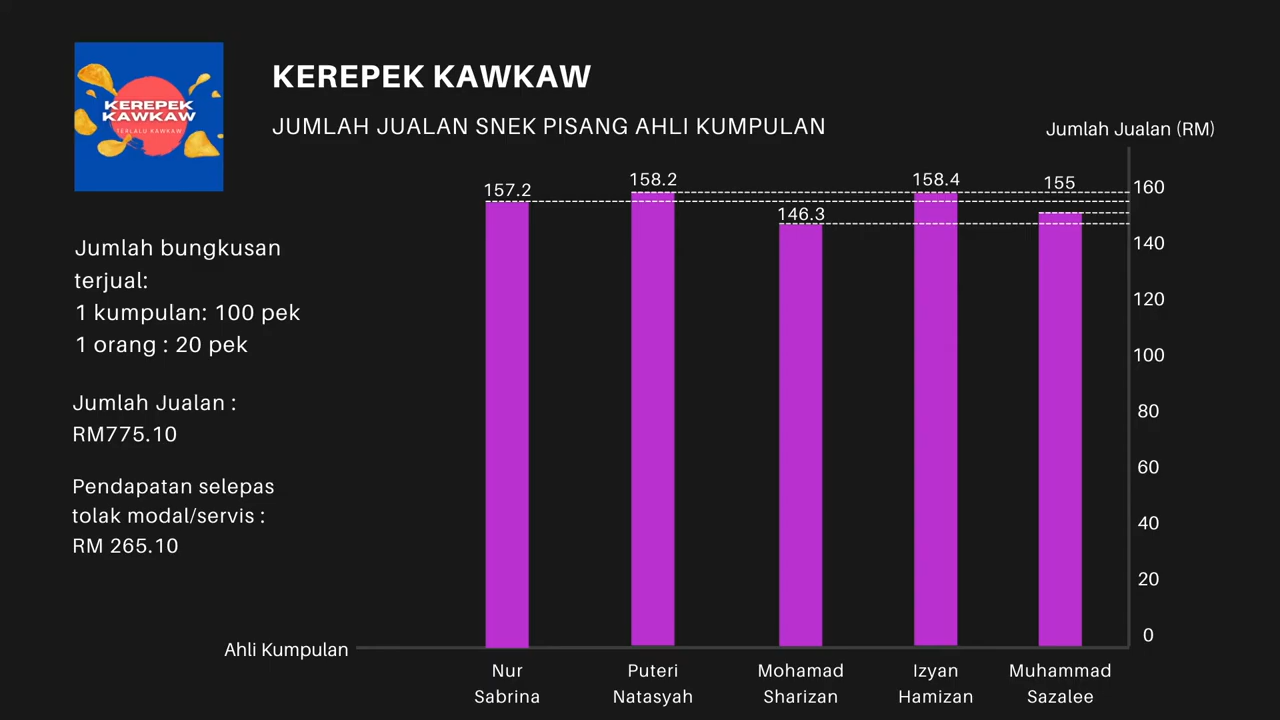 KEREPEK
KAWKAW
TERLALU KAWKAW
KEREPEK KAWKAW
JUMLAH JUALAN SNEK PISANG AHLI KUMPULAN
Jumlah bungkusan
terjual:
1 kumpulan: 100 pek
1 orang : 20 pek
Jumlah Jualan :
RM775.10
Pendapatan selepas
tolak modal/servis :
RM 265.10
Jumlah Jualan (RM)
157.2
158.2
146.3
158.4
155
160
140
120
100
80
60
40
20
0
Ahli Kumpulan
Nur
Sabrina
Puteri
Natasyah
Mohamad
Sharizan
Izyan
Hamizan
Muhammad
Sazalee